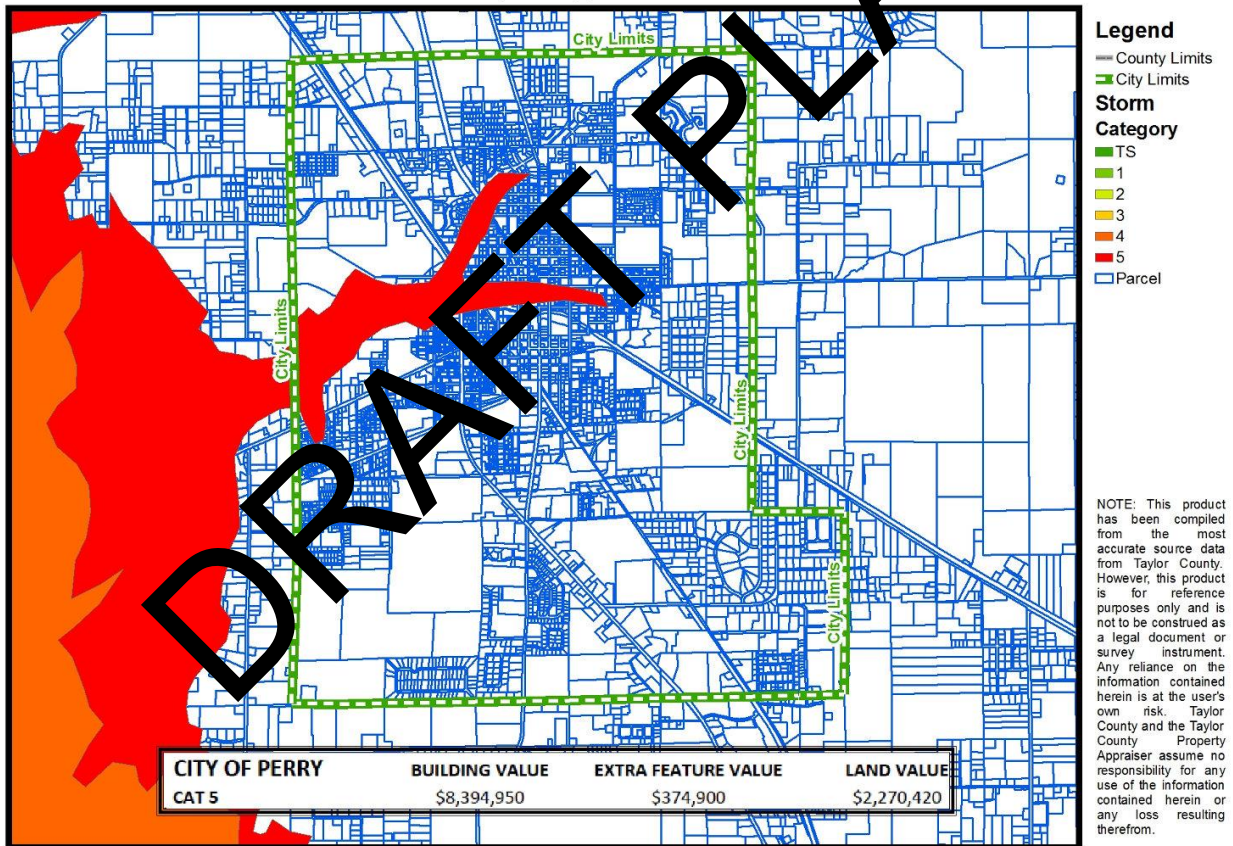 City Limits
City Limits
City Limits
City Limits
DRAFT PLA
Legend
County Limits
City Limits
Storm
Category
TS
1
2
3
4
5
Parcel
NOTE: This product
has been compiled
from the most
accurate source data
from Taylor County.
However, this product
is for reference
purposes only and is
not to be construed as
a legal document or
survey instrument.
Any reliance on the
information contained
herein is at the user's
own risk. Taylor
County and the Taylor
County Property
Appraiser assume no
responsibility for any
use of the information
contained herein or
any loss resulting
therefrom.
CITY OF PERRY BUILDING VALUE EXTRA FEATURE VALUE LAND VALUE
CAT 5 $8,394,950 $374,900 $2,270,420